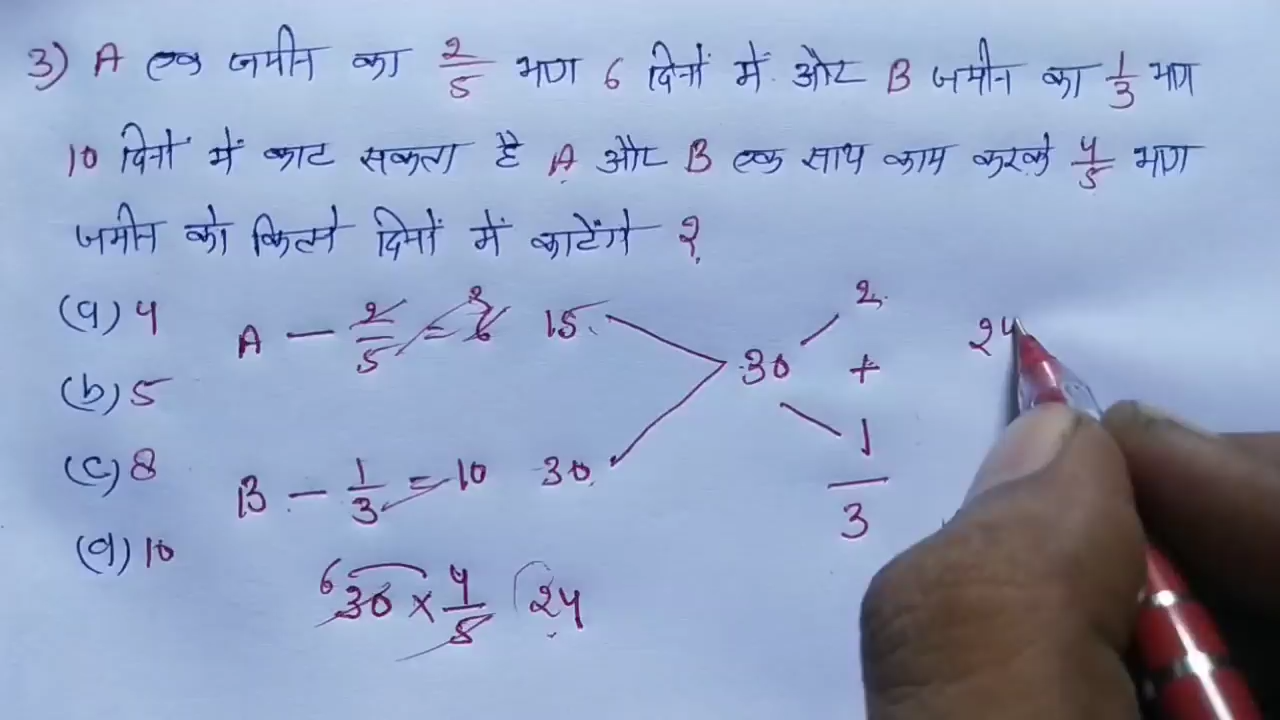 3) A एक जमीन का 2/5 भाग 6 दिनों में और B जमीन का 1/3 भाग
10 दिनों में काट सकता है A और B एक साथ काम करके 4/5 भाग
जमीन को कितने दिनों में काटेंगे ?
(a) 4
(b) 5
(c) 8
(d) 10
A — 2/5 = 6 3 15
B — 1/3 = 10 30
30
2
+
1
3
6 30 × 4/5 24
24